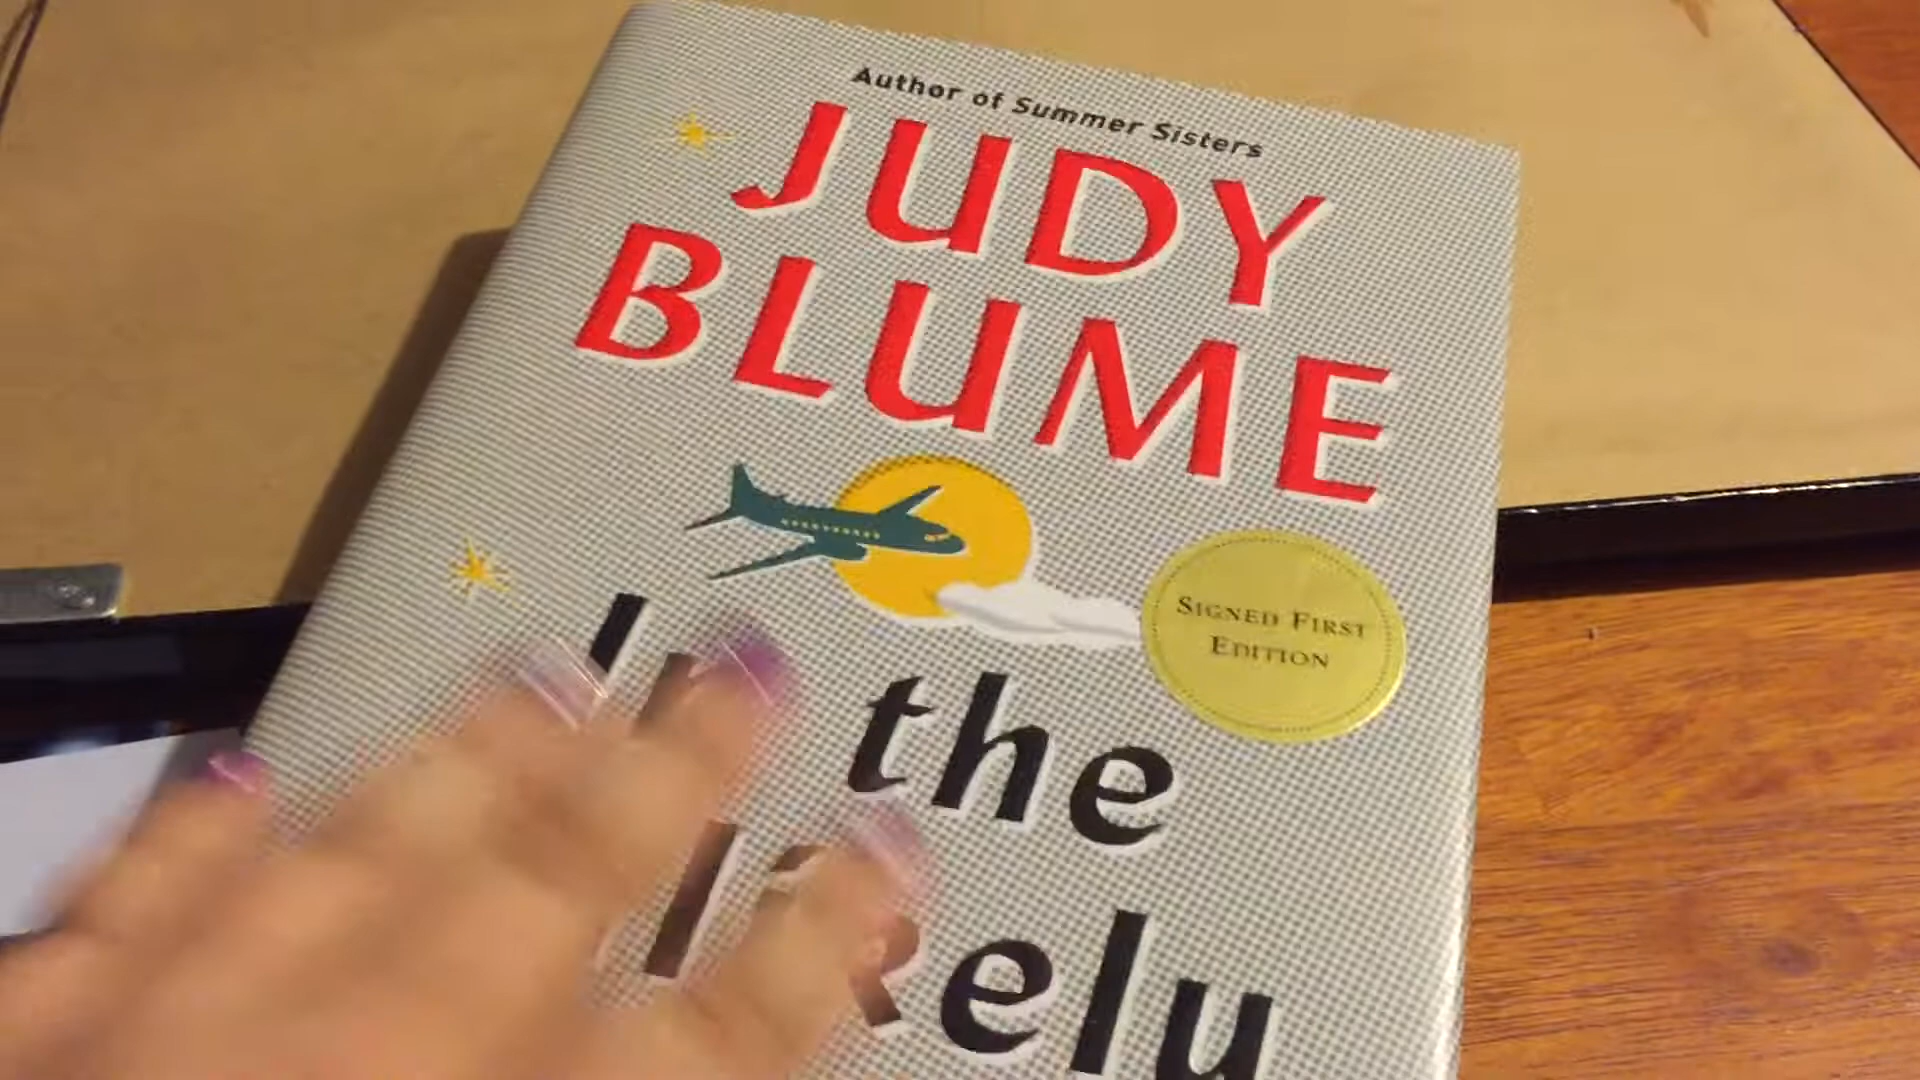 Author of Summer Sisters
JUDY
BLUME
SIGNED FIRST
EDITION
the